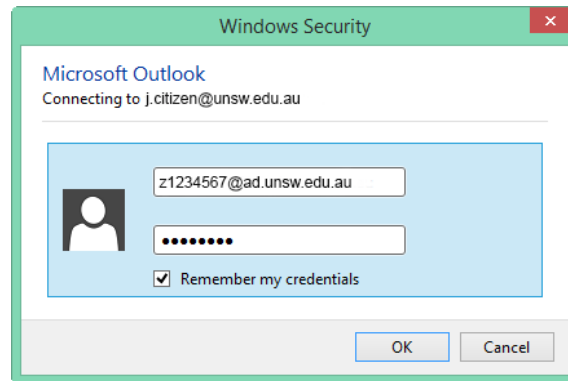 Windows Security
Microsoft Outlook
Connecting to j.citizen@unsw.edu.au
z1234567@ad.unsw.edu.au
●●●●●●●●
Remember my credentials
OK Cancel